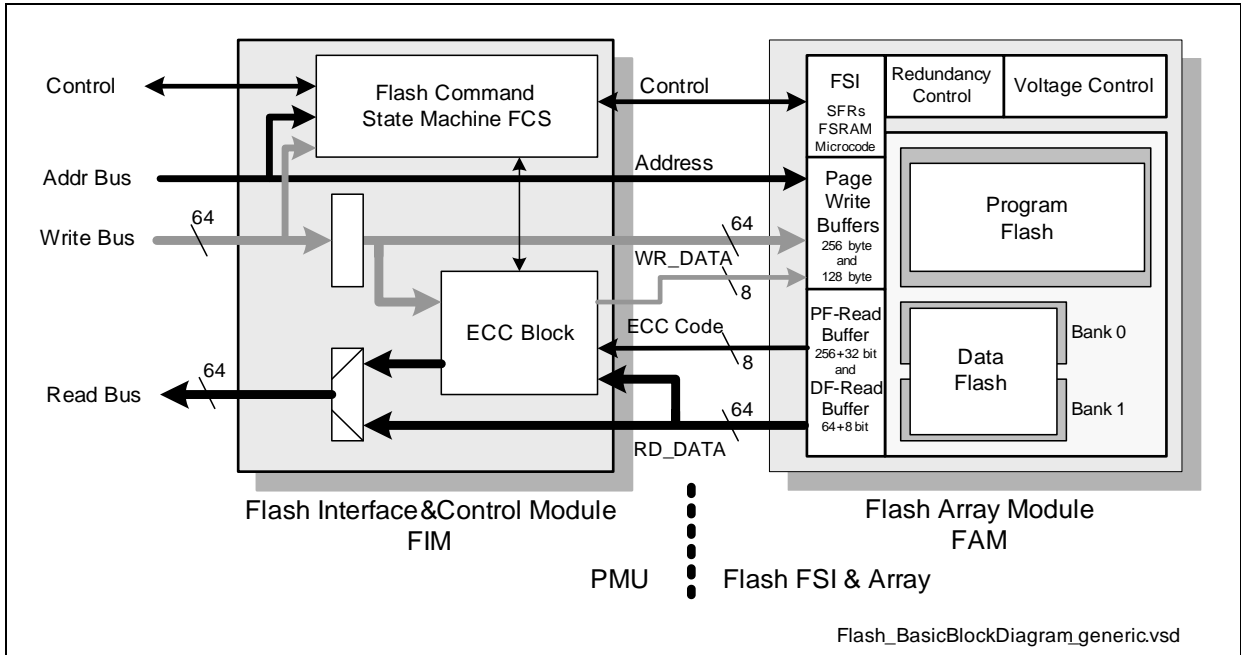 Control
Addr Bus
Write Bus
64
Read Bus
64
Flash Command
State Machine FCS
ECC Block
Control
Address
64
WR_DATA
8
ECC Code
8
64
RD_DATA
FSI
SFRs
FSRAM
Microcode
Redundancy
Control
Voltage Control
Page
Write
Buffers
256 byte
and
128 byte
PF-Read
Buffer
256+32 bit
and
DF-Read
Buffer
64+8 bit
Program
Flash
Data
Flash
Bank 0
Bank 1
Flash Interface&Control Module
FIM
Flash Array Module
FAM
PMU
Flash FSI & Array
Flash_BasicBlockDiagram_generic.vsd